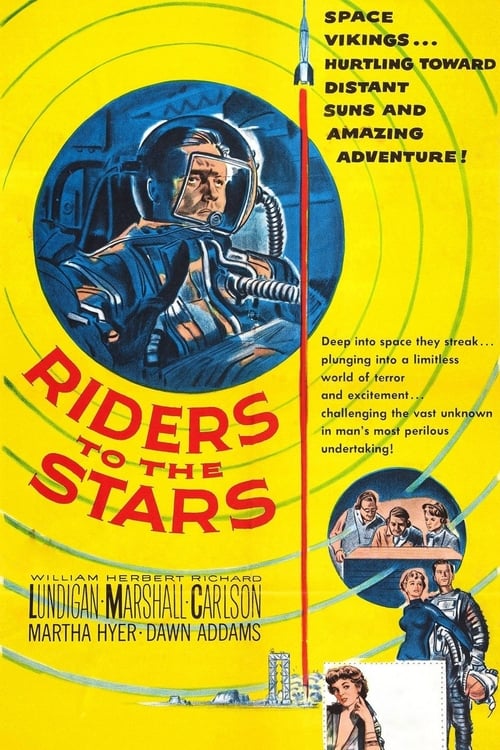 SPACE
VIKINGS...
HURTLING TOWARD
DISTANT
SUNS AND
AMAZING
ADVENTURE!
Deep into space they streak...
plunging into a limitless
world of terror
and excitement...
challenging the vast unknown
in man's most perilous
undertaking!
RIDERS
TO THE
STARS
WILLIAM HERBERT RICHARD
LUNDIGAN·MARSHALL·CARLSON
MARTHA HYER·DAWN ADDAMS